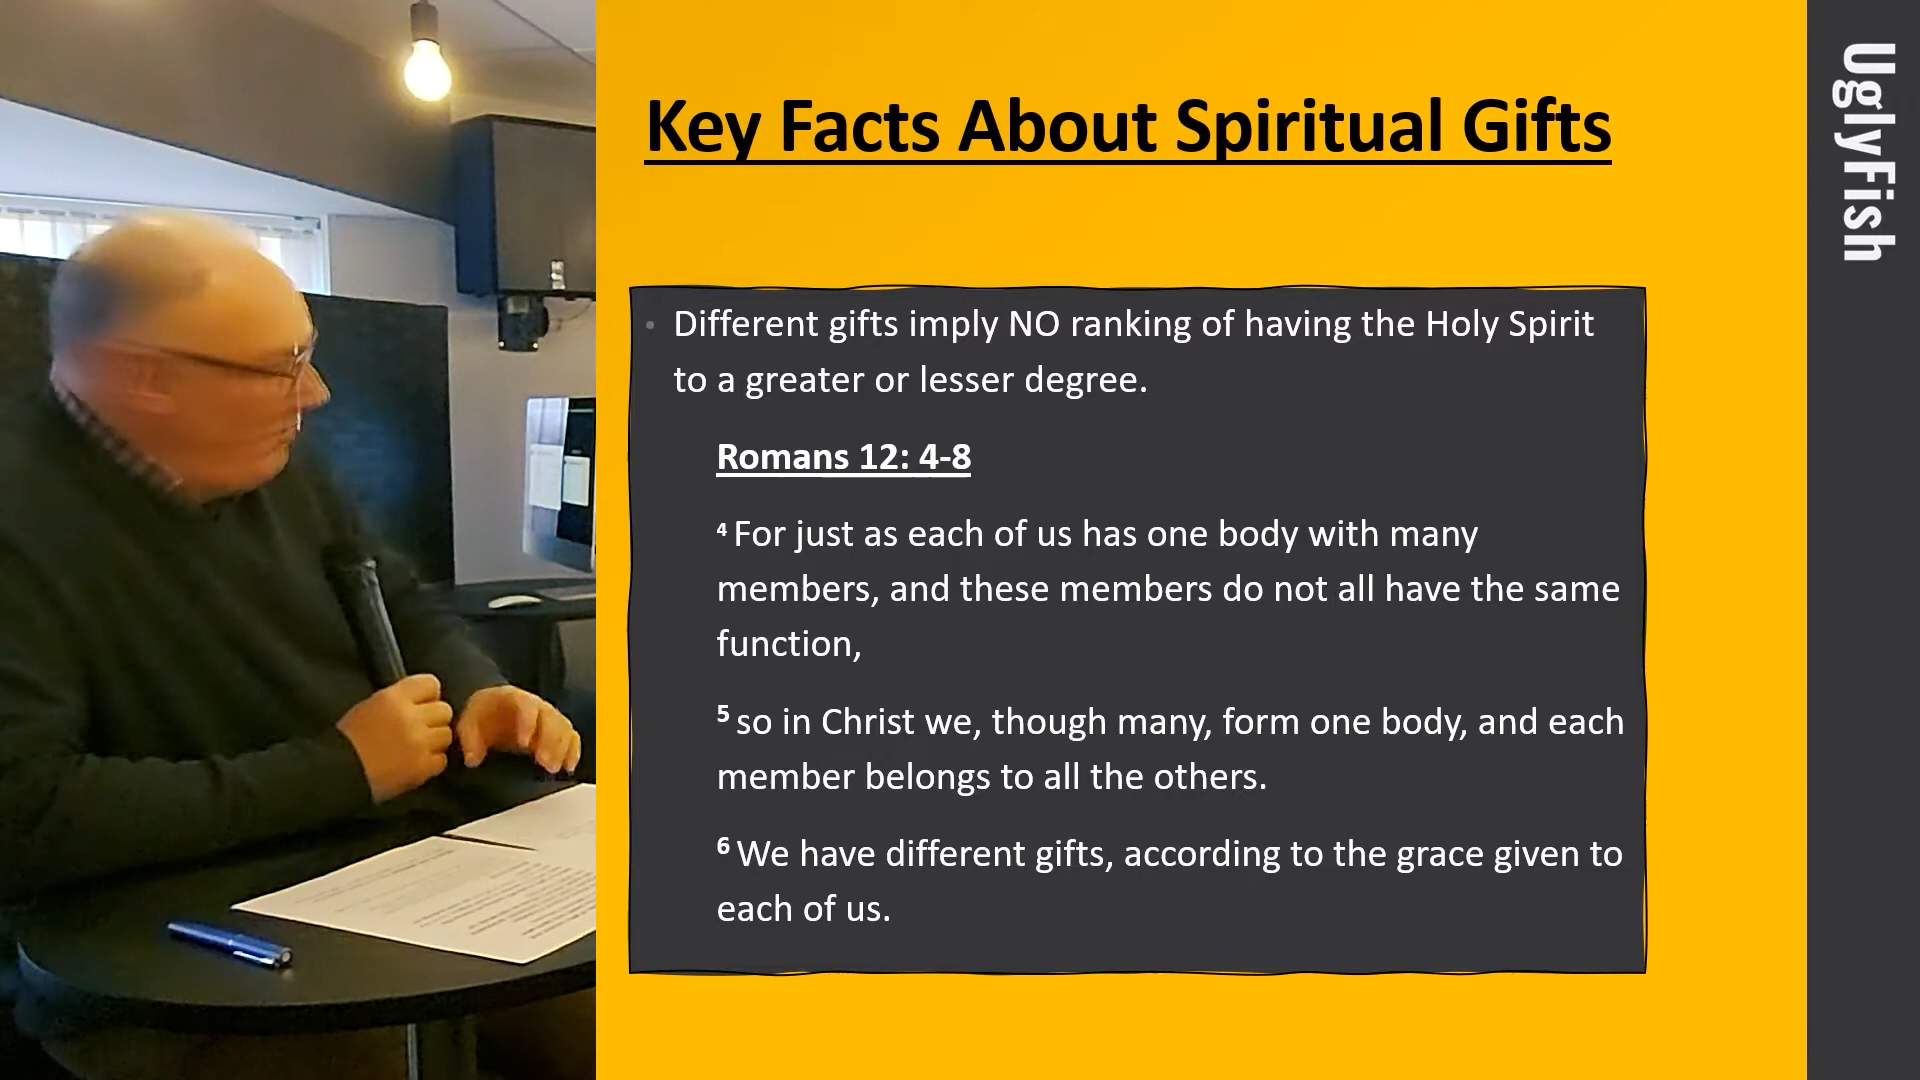 Key Facts About Spiritual Gifts
• Different gifts imply NO ranking of having the Holy Spirit
to a greater or lesser degree.
Romans 12: 4-8
4 For just as each of us has one body with many
members, and these members do not all have the same
function,
5 so in Christ we, though many, form one body, and each
member belongs to all the others.
6 We have different gifts, according to the grace given to
each of us.
UglyFish